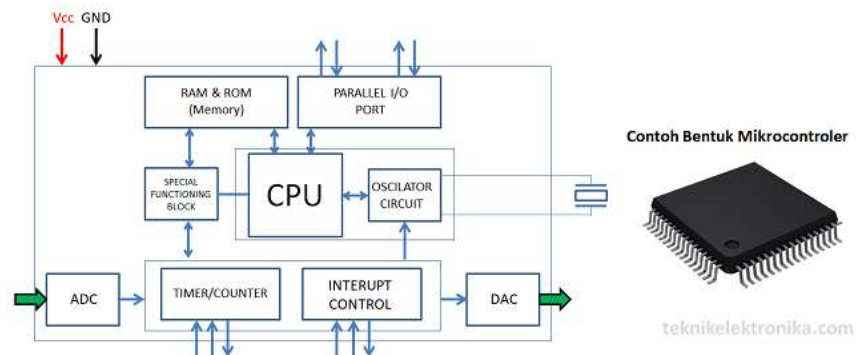 Vcc GND
RAM & ROM
(Memory)
PARALLEL I/O
PORT
Contoh Bentuk Mikrocontroler
SPECIAL
FUNCTIONING
BLOCK
CPU
OSCILATOR
CIRCUIT
ADC
TIMER/COUNTER
INTERUPT
CONTROL
DAC
teknikelektronika.com